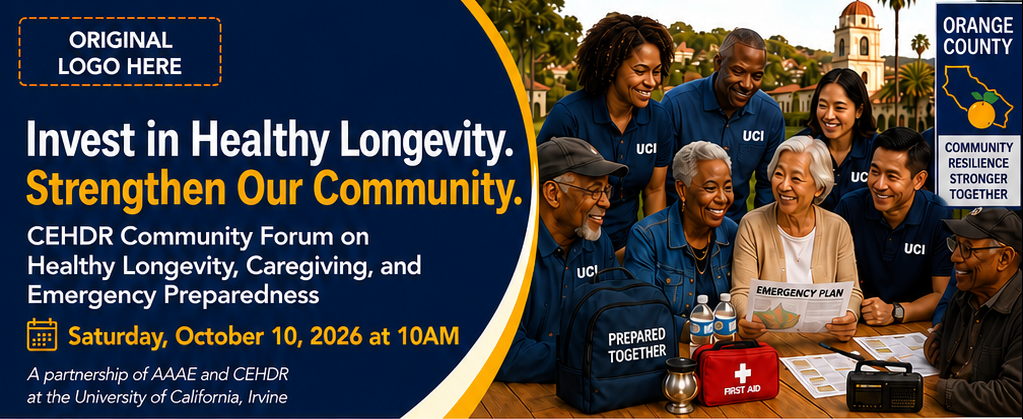 ORIGINAL
LOGO HERE
Invest in Healthy Longevity.
Strengthen Our Community.
CEHDR Community Forum on
Healthy Longevity, Caregiving, and
Emergency Preparedness
Saturday, October 10, 2026 at 10AM
A partnership of AAAE and CEHDR
at the University of California, Irvine
UCI
UCI
UCI
UCI
UCI
EMERGENCY PLAN
PREPARED
TOGETHER
FIRST AID
ORANGE
COUNTY
COMMUNITY
RESILIENCE
STRONGER
TOGETHER